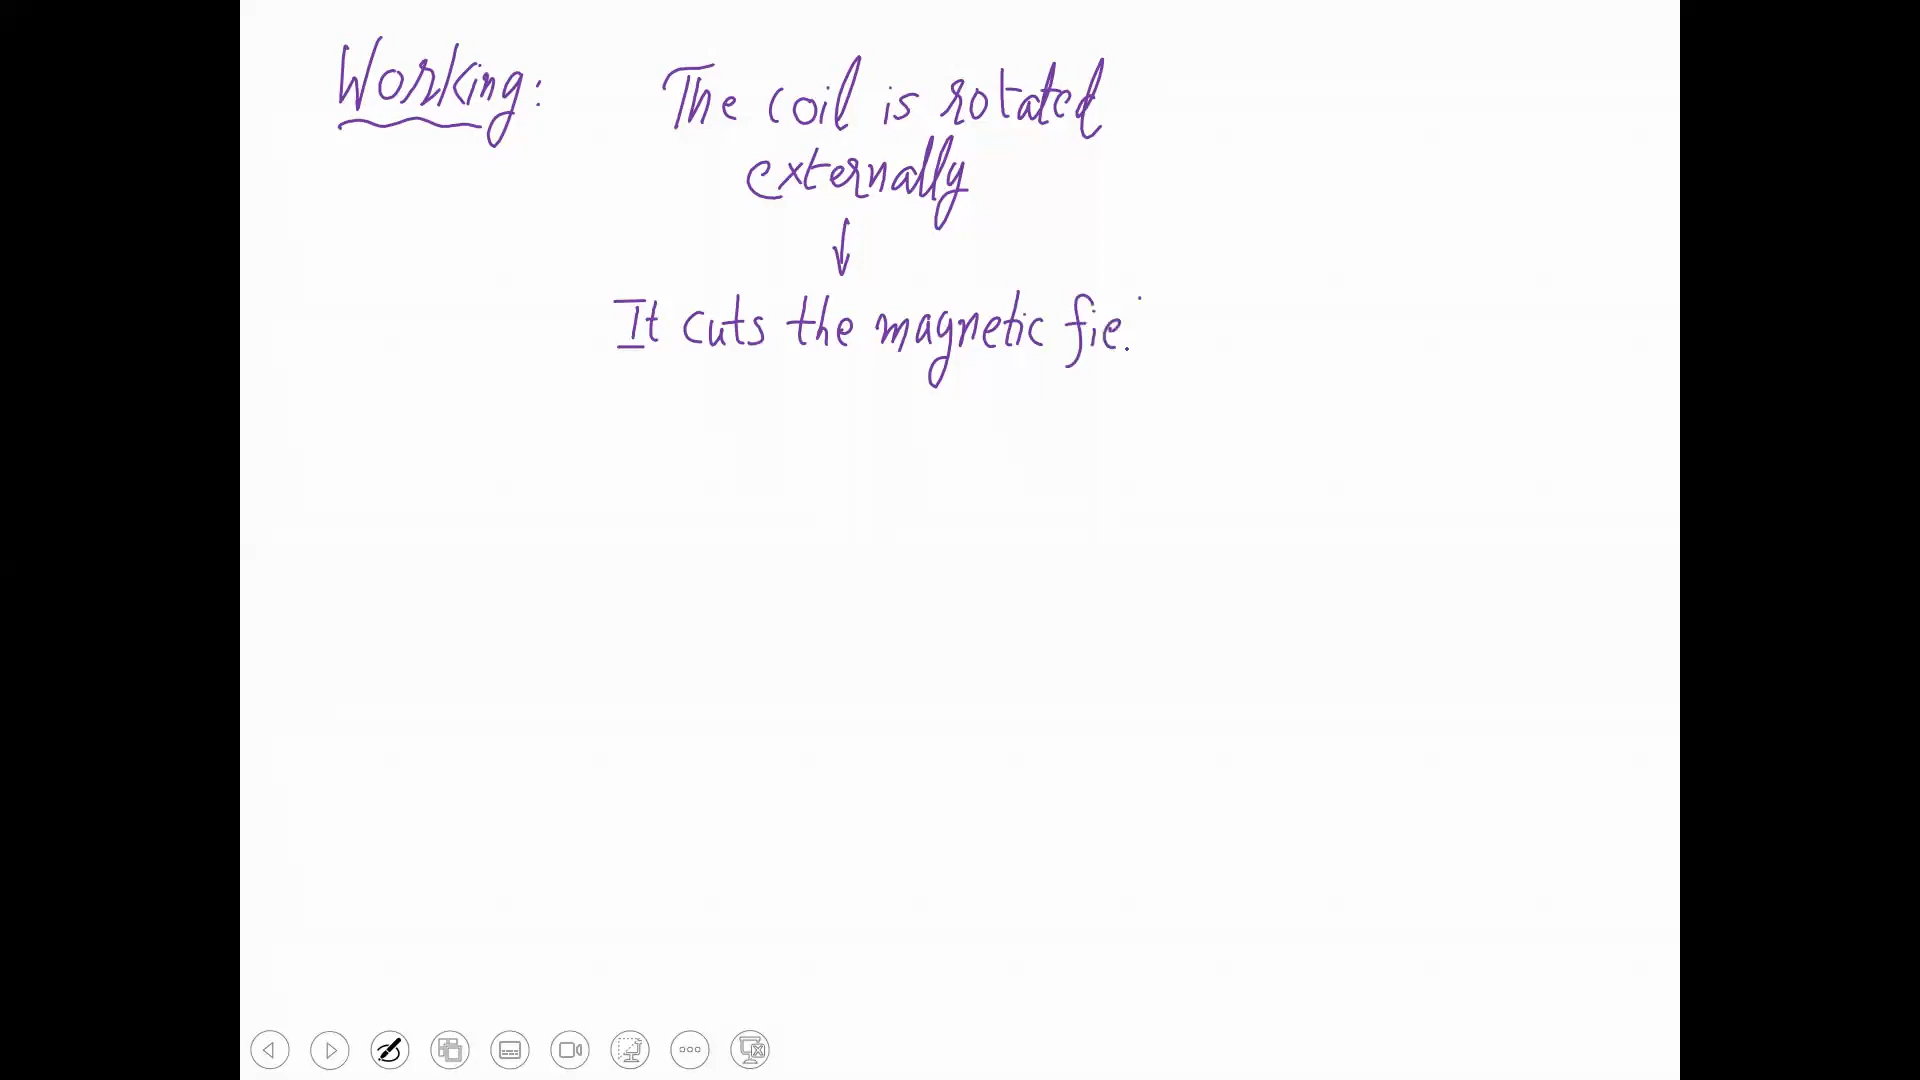 Working: The coil is rotated
externally
↓
It cuts the magnetic fie